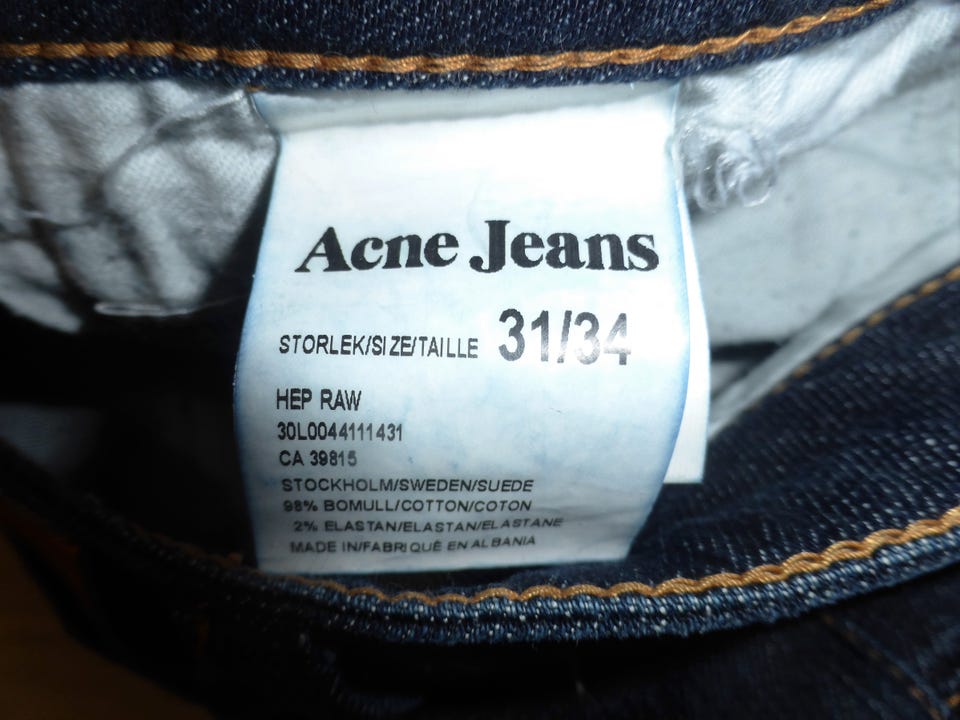 Acne Jeans
STORLEK/SIZE/TAILLE 31/34
HEP RAW
30L0044111431
CA 39815
STOCKHOLM/SWEDEN/SUEDE
98% BOMULL/COTTON/COTON
2% ELASTAN/ELASTAN/ELASTANE
MADE IN/FABRIQUÉ EN ALBANIA